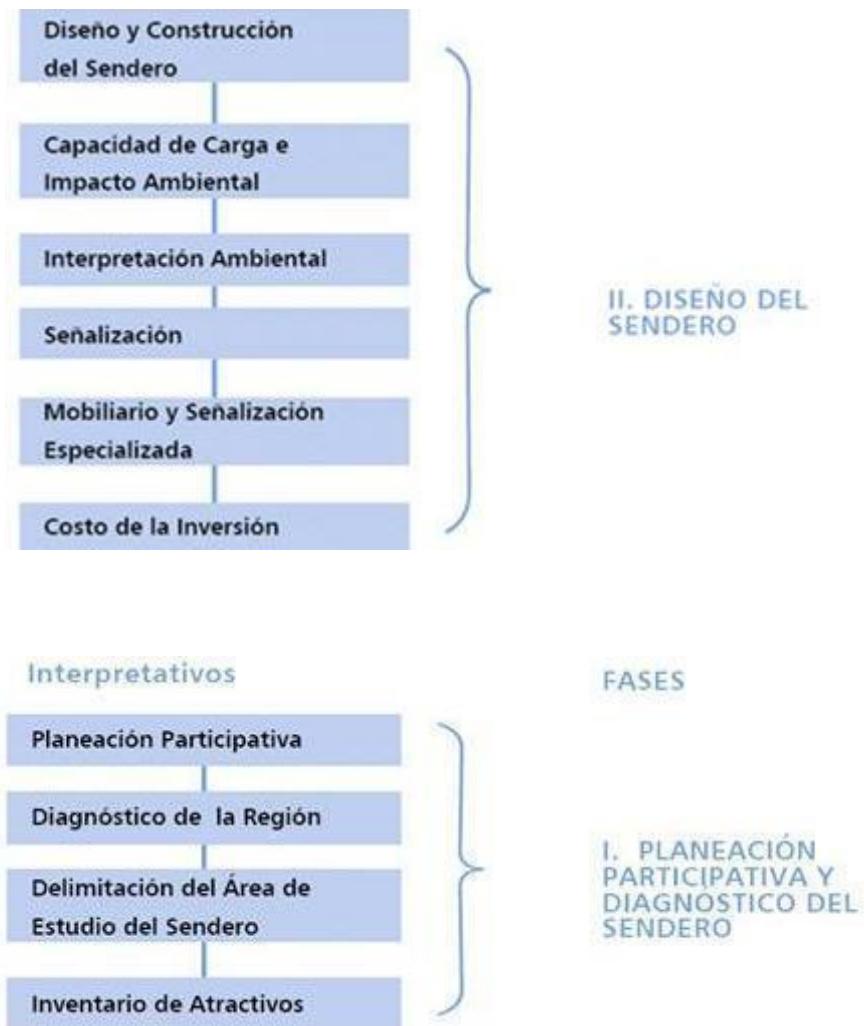 Diseño y Construcción
del Sendero
Capacidad de Carga e
Impacto Ambiental
Interpretación Ambiental
Señalización
Mobiliario y Señalización
Especializada
Costo de la Inversión
II. DISEÑO DEL
SENDERO
Interpretativos
FASES
Planeación Participativa
Diagnóstico de la Región
Delimitación del Área de
Estudio del Sendero
Inventario de Atractivos
I. PLANEACIÓN
PARTICIPATIVA Y
DIAGNÓSTICO DEL
SENDERO